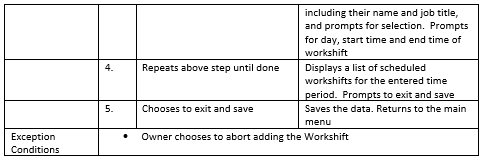 including their name and job title,
and prompts for selection.  Prompts
for day, start time and end time of
workshift
4. Repeats above step until done Displays a list of scheduled
workshifts for the entered time
period.  Prompts to exit and save
5. Chooses to exit and save Saves the data. Returns to the main
menu
Exception
Conditions
• Owner chooses to abort adding the Workshift